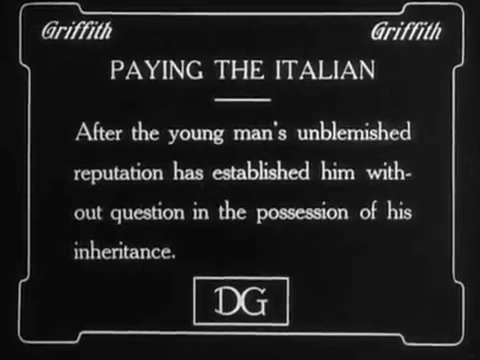 Griffith Griffith
PAYING THE ITALIAN
After the young man's unblemished
reputation has established him with-
out question in the possession of his
inheritance.
DG